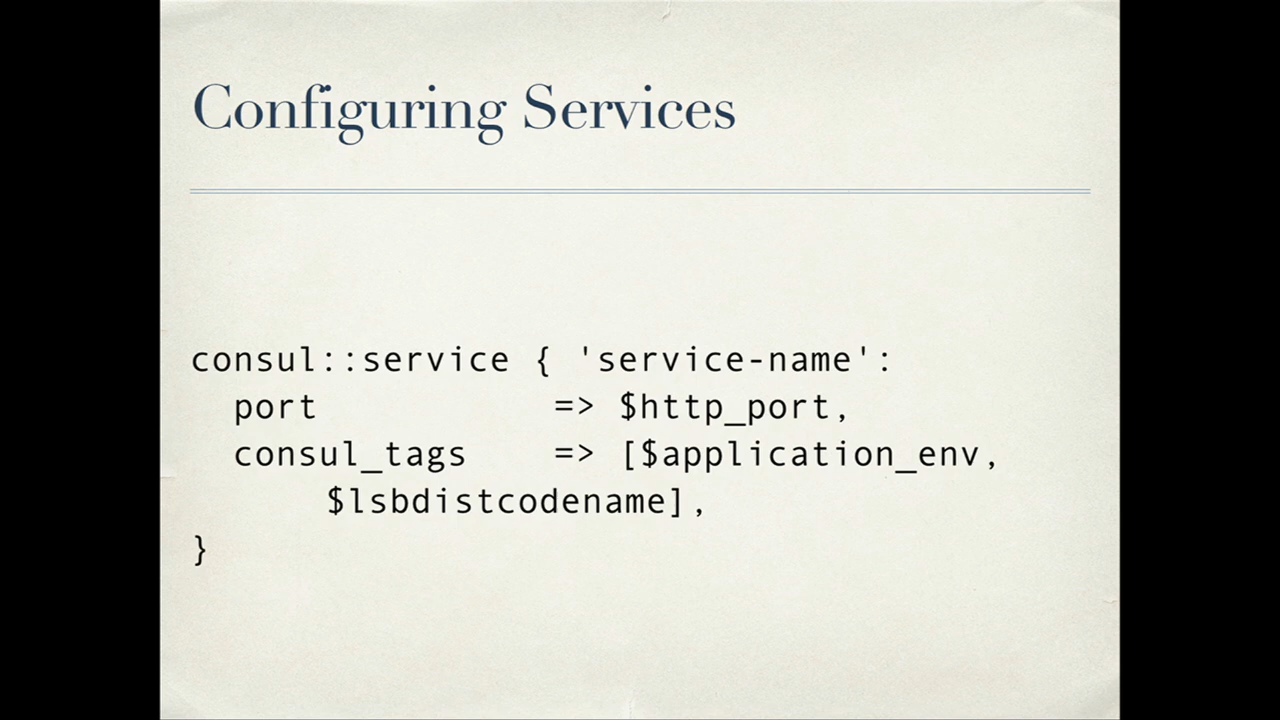 Configuring Services
consul::service { 'service-name':
  port           => $http_port,
  consul_tags    => [$application_env,
      $lsbdistcodename],
}